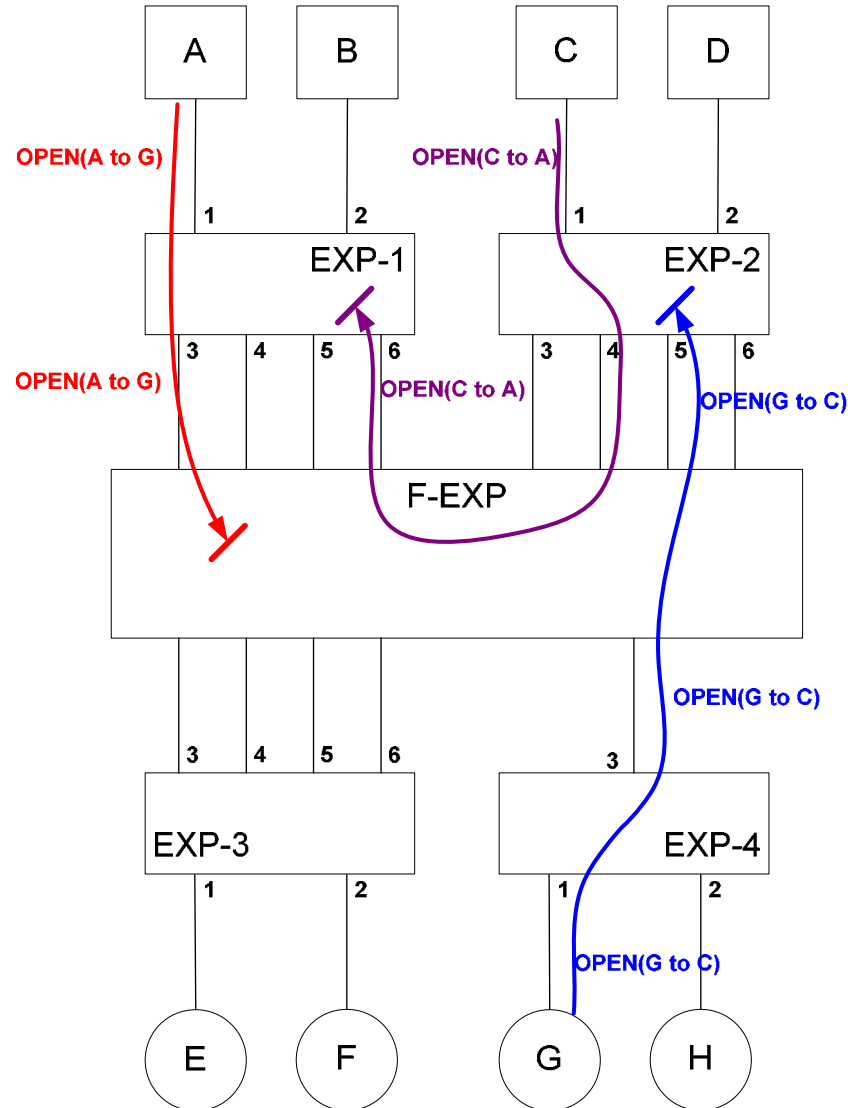 A
B
C
D
OPEN(A to G)
OPEN(C to A)
1
2
1
2
EXP-1
EXP-2
3
4
5
6
3
4
5
6
OPEN(A to G)
OPEN(C to A)
OPEN(G to C)
F-EXP
OPEN(G to C)
3
4
5
6
3
EXP-3
EXP-4
1
2
1
2
OPEN(G to C)
E
F
G
H